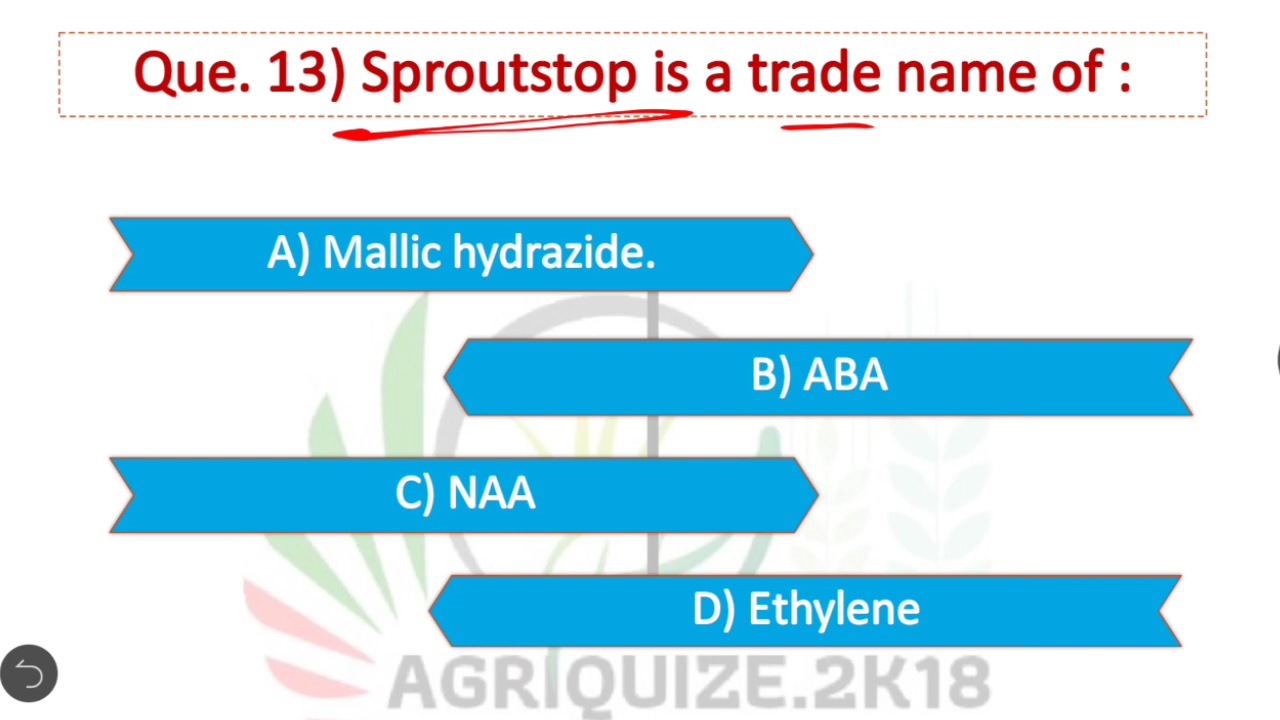 Que. 13) Sproutstop is a trade name of :
A) Mallic hydrazide.
B) ABA
C) NAA
D) Ethylene
AGRIQUIZE.2K18